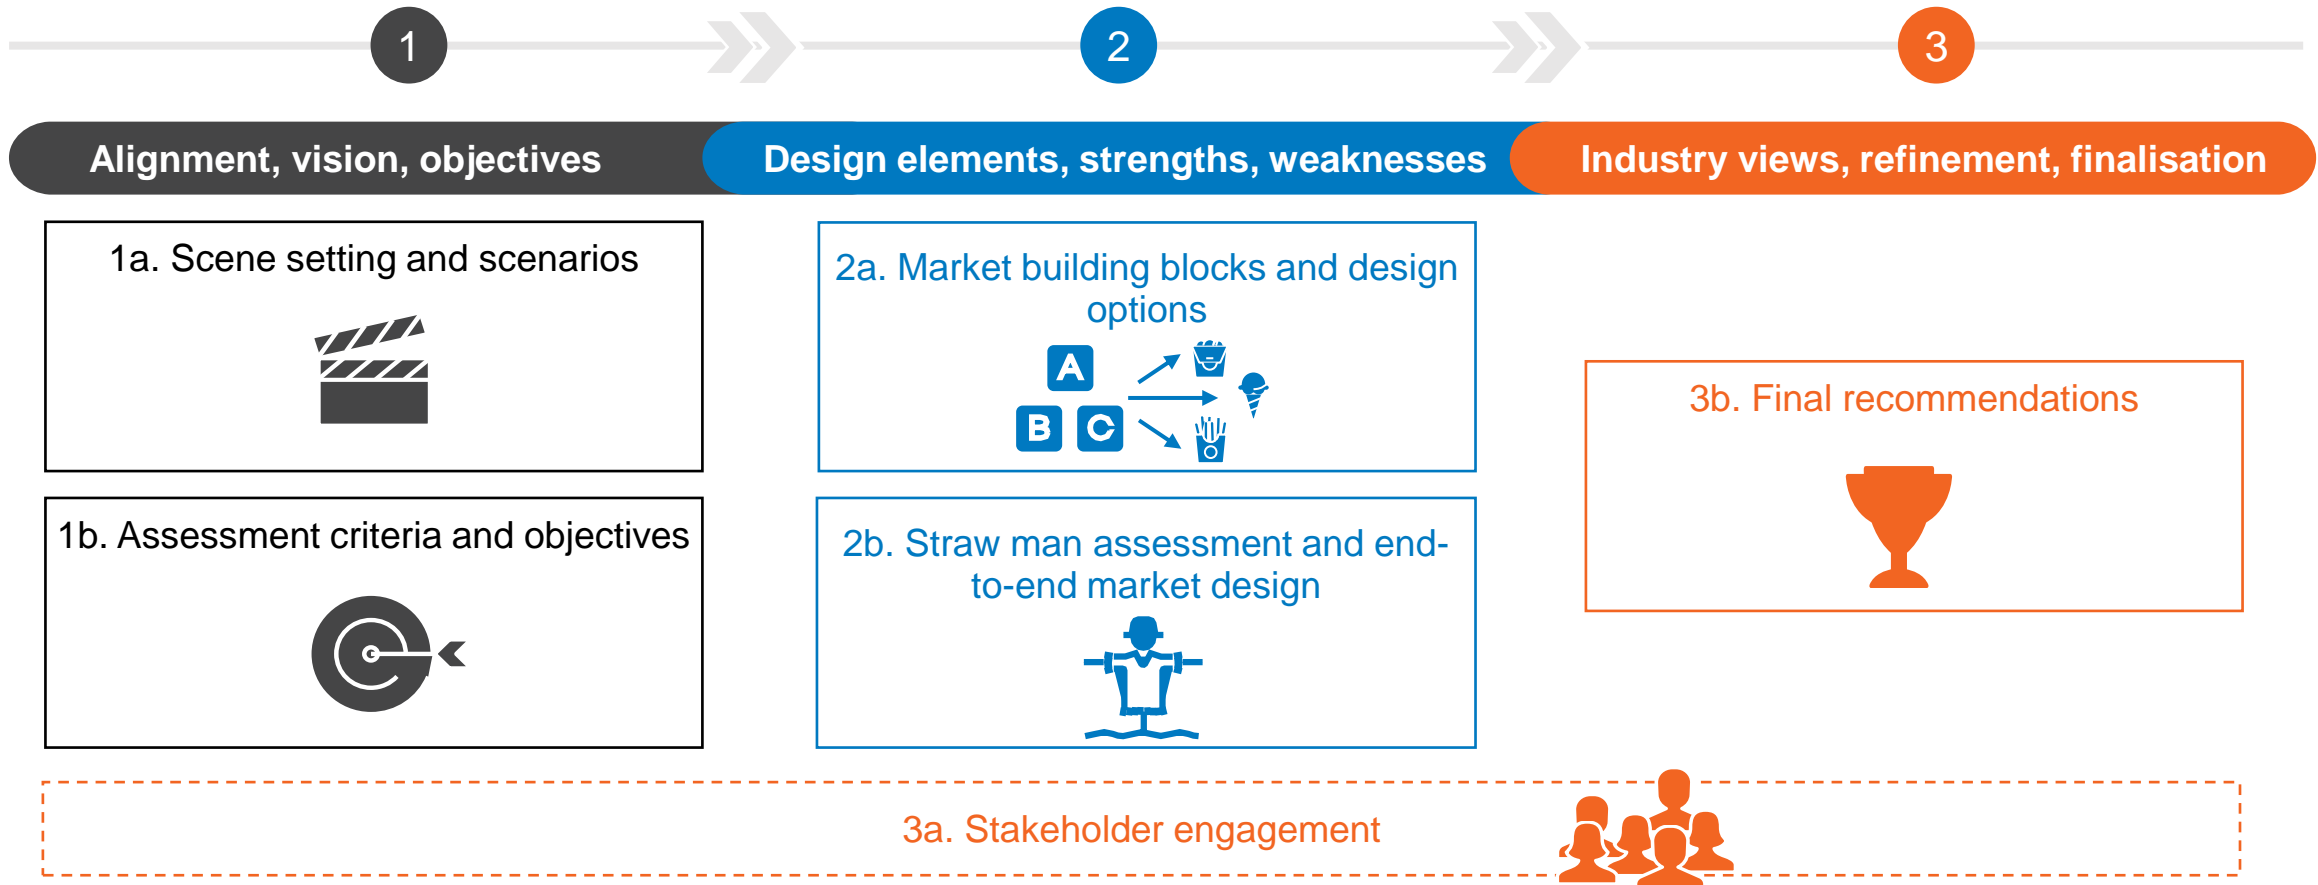 1
2
3
Alignment, vision, objectives
Design elements, strengths, weaknesses
Industry views, refinement, finalisation
1a. Scene setting and scenarios
1b. Assessment criteria and objectives
2a. Market building blocks and design
options
A
B C
2b. Straw man assessment and end-
to-end market design
3b. Final recommendations
3a. Stakeholder engagement